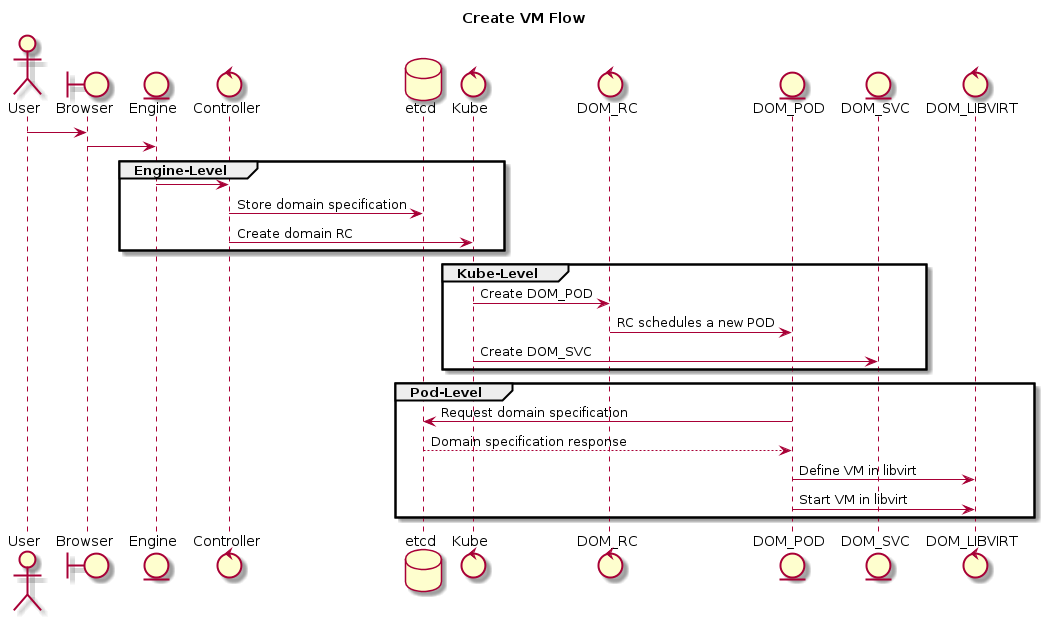 Create VM Flow
User Browser Engine Controller etcd Kube DOM_RC DOM_POD DOM_SVC DOM_LIBVIRT
Engine-Level
Store domain specification
Create domain RC
Kube-Level
Create DOM_POD
RC schedules a new POD
Create DOM_SVC
Pod-Level
Request domain specification
Domain specification response
Define VM in libvirt
Start VM in libvirt
User Browser Engine Controller etcd Kube DOM_RC DOM_POD DOM_SVC DOM_LIBVIRT